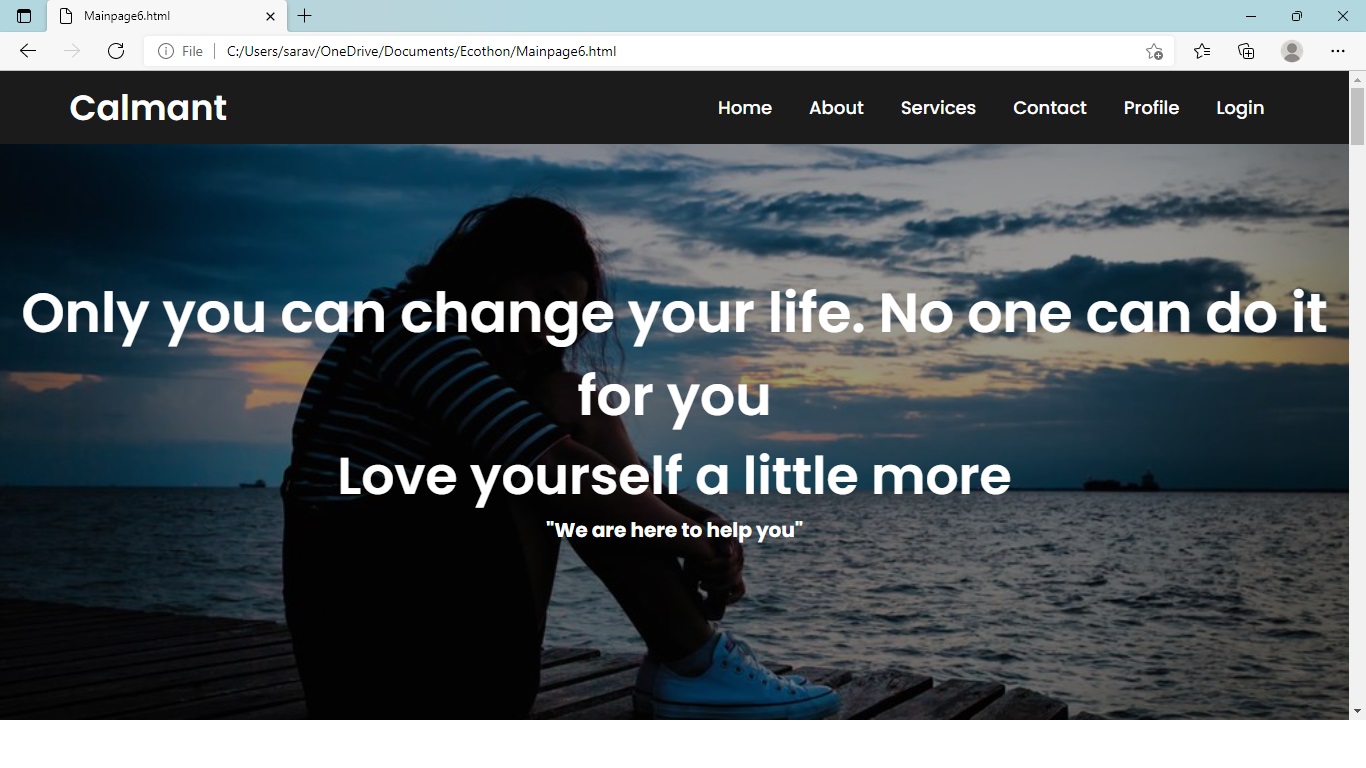 Mainpage6.html
File
C:/Users/sarav/OneDrive/Documents/Ecothon/Mainpage6.html
Calmant
Home About Services Contact Profile Login
Only you can change your life. No one can do it
for you
Love yourself a little more
"We are here to help you"